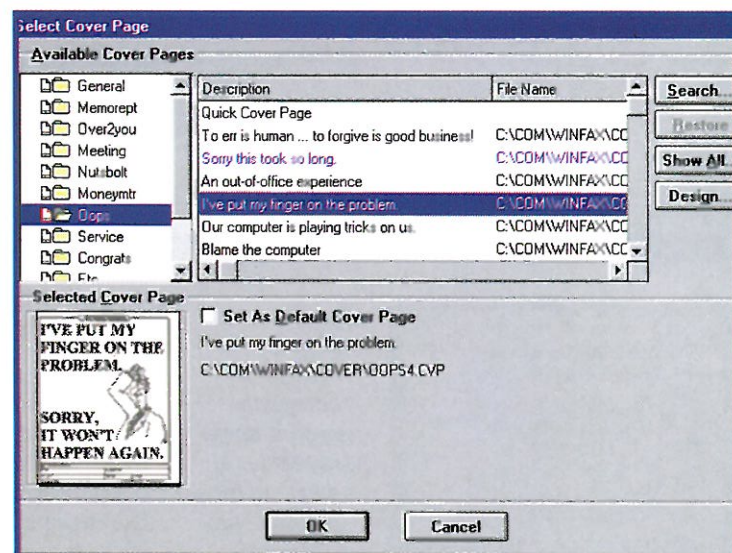 Select Cover Page
Available Cover Pages
General
Memorept
Over2you
Meeting
Nutsbolt
Moneymtr
Oops
Service
Congrats
Etc
Description File Name
Quick Cover Page
To err is human ... to forgive is good business! C:\COM\WINFAX\CO
Sorry this took so long. C:\COM\WINFAX\CC
An out-of-office experience C:\COM\WINFAX\CC
I've put my finger on the problem. C:\COM\WINFAX\CO
Our computer is playing tricks on us. C:\COM\WINFAX\CC
Blame the computer C:\COM\WINFAX\CC
Search...
Restore
Show All..
Design...
Selected Cover Page
I'VE PUT MY
FINGER ON THE
PROBLEM.
SORRY,
IT WON'T
HAPPEN AGAIN.
Set As Default Cover Page
I've put my finger on the problem.
C:\COM\WINFAX\COVER\OOPS4.CVP
OK Cancel